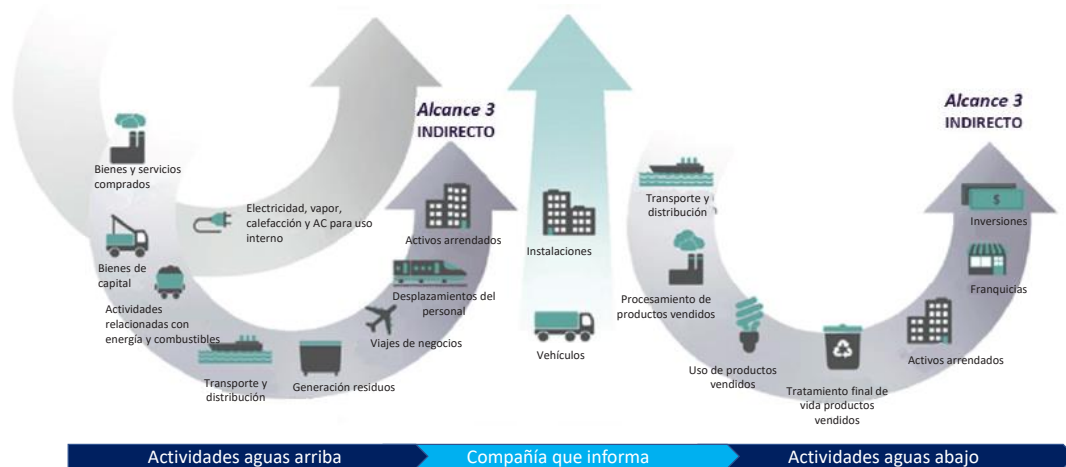 Alcance 3
INDIRECTO
Bienes y servicios
comprados
Electricidad, vapor,
calefacción y AC para uso
interno
Bienes de
capital
Actividades
relacionadas con
energía y combustibles
Transporte y
distribución
Generación residuos
Viajes de negocios
Desplazamientos del
personal
Activos arrendados
Instalaciones
Vehículos
Alcance 3
INDIRECTO
Transporte y
distribución
Procesamiento de
productos vendidos
Uso de productos
vendidos
Tratamiento final de
vida productos
vendidos
Activos arrendados
Franquicias
$
Inversiones
Actividades aguas arriba
Compañía que informa
Actividades aguas abajo